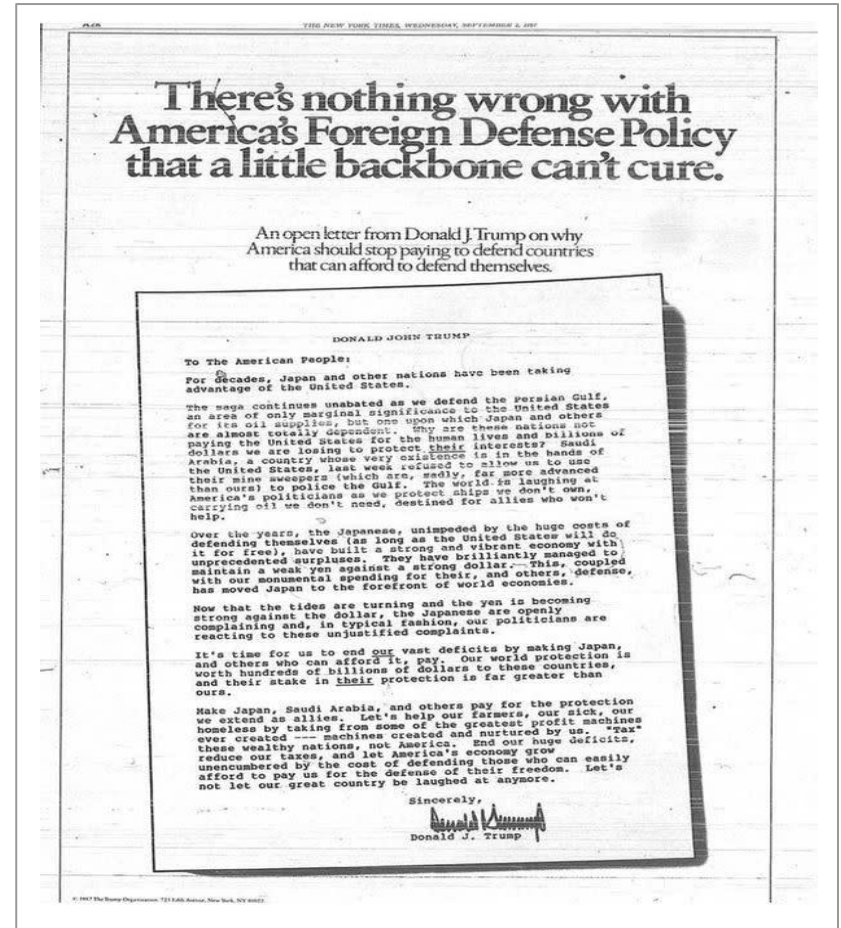 THE NEW YORK TIMES, WEDNESDAY, SEPTEMBER 2, 1987
There's nothing wrong with
America's Foreign Defense Policy
that a little backbone can't cure.
An open letter from Donald J. Trump on why
America should stop paying to defend countries
that can afford to defend themselves.
DONALD JOHN TRUMP
To The American People:
For decades, Japan and other nations have been taking
advantage of the United States.
The saga continues unabated as we defend the Persian Gulf,
an area of only marginal significance to the United States
for its oil supplies, but one upon which Japan and others
are almost totally dependent. Why are these nations not
paying the United States for the human lives and billions of
dollars we are losing to protect their interests? Saudi
Arabia, a country whose very existence is in the hands of
the United States, last week refused to allow us to use
their mine sweepers (which are, sadly, far more advanced
than ours) to police the Gulf. The world is laughing at
America's politicians as we protect ships we don't own,
carrying oil we don't need, destined for allies who won't
help.
Over the years, the Japanese, unimpeded by the huge costs of
defending themselves (as long as the United States will do
it for free), have built a strong and vibrant economy with
unprecedented surpluses. They have brilliantly managed to
maintain a weak yen against a strong dollar. This, coupled
with our monumental spending for their, and others, defense,
has moved Japan to the forefront of world economies.
Now that the tides are turning and the yen is becoming
strong against the dollar, the Japanese are openly
complaining and, in typical fashion, our politicians are
reacting to these unjustified complaints.
It's time for us to end our vast deficits by making Japan,
and others who can afford it, pay. Our world protection is
worth hundreds of billions of dollars to these countries,
and their stake in their protection is far greater than
ours.
Make Japan, Saudi Arabia, and others pay for the protection
we extend as allies. Let's help our farmers, our sick, our
homeless by taking from some of the greatest profit machines
ever created --- machines created and nurtured by us. "Tax"
these wealthy nations, not America. End our huge deficits,
reduce our taxes, and let America's economy grow
unencumbered by the cost of defending those who can easily
afford to pay us for the defense of their freedom. Let's
not let our great country be laughed at anymore.
Sincerely,
Donald J. Trump
© 1987 The Trump Organization, 725 Fifth Avenue, New York, NY 10022